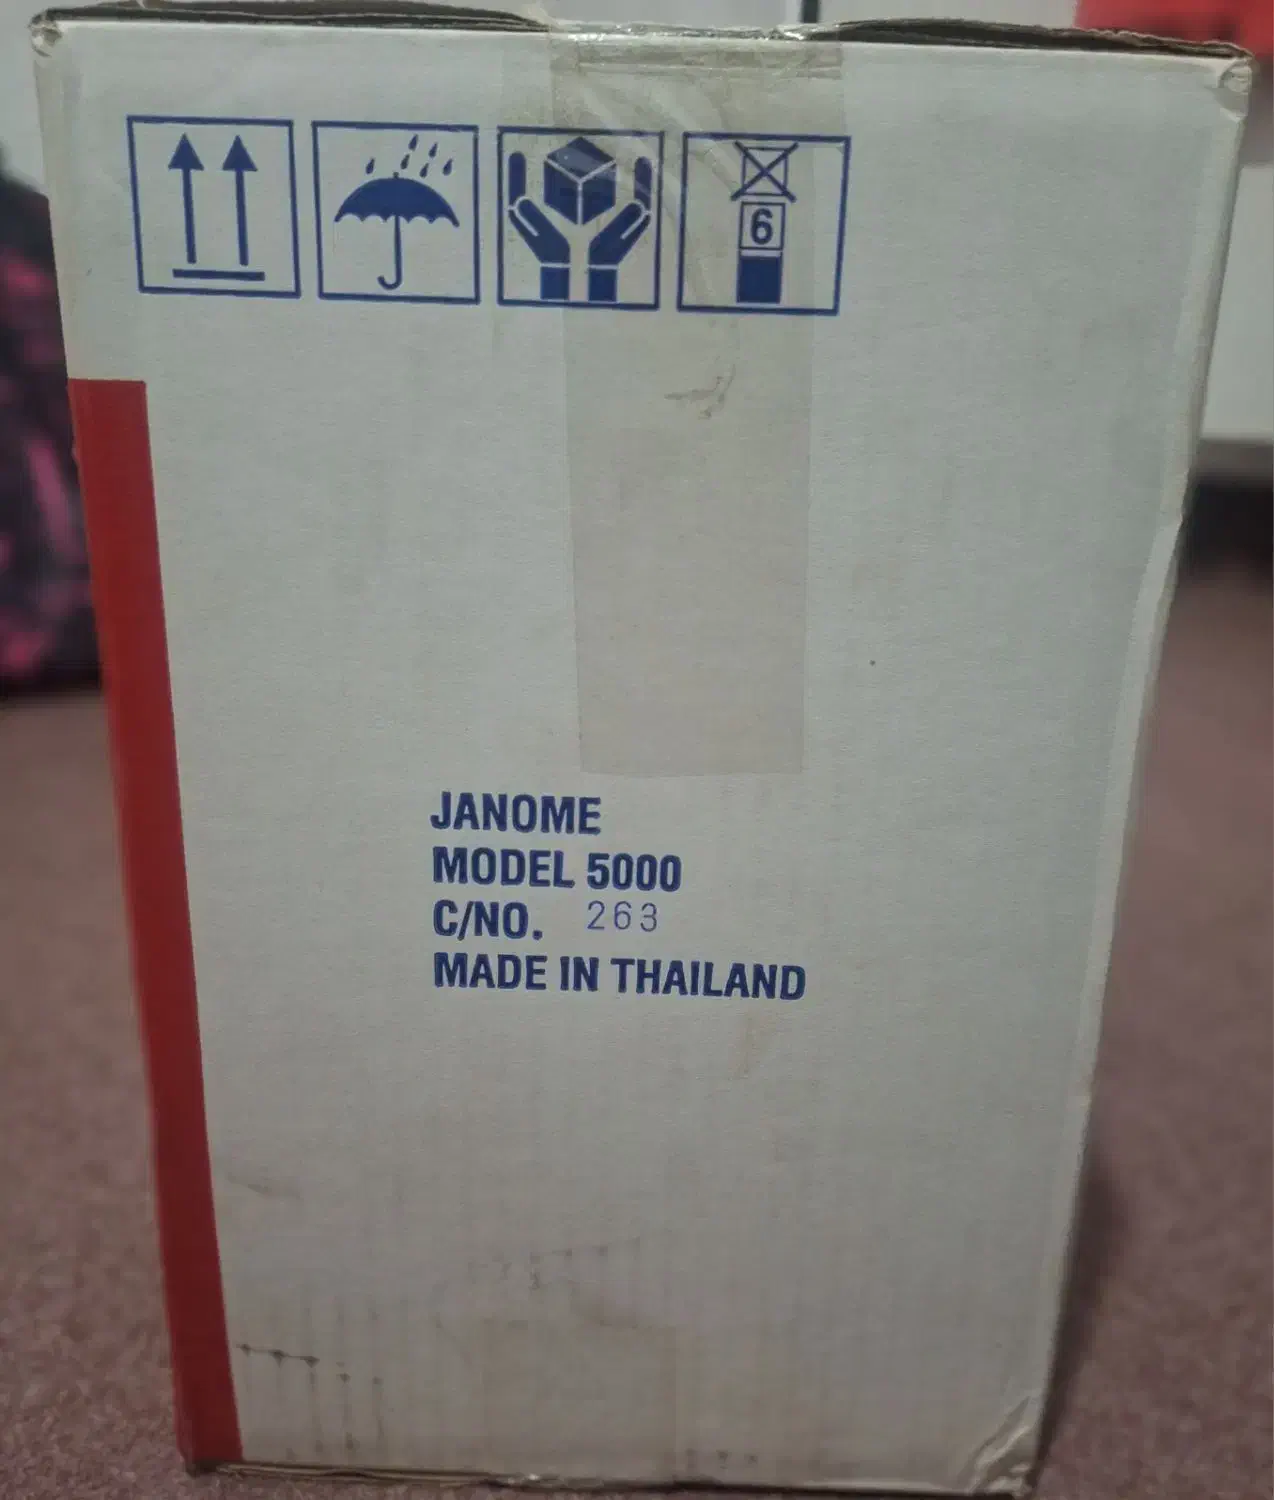 6
JANOME
MODEL 5000
C/NO. 263
MADE IN THAILAND